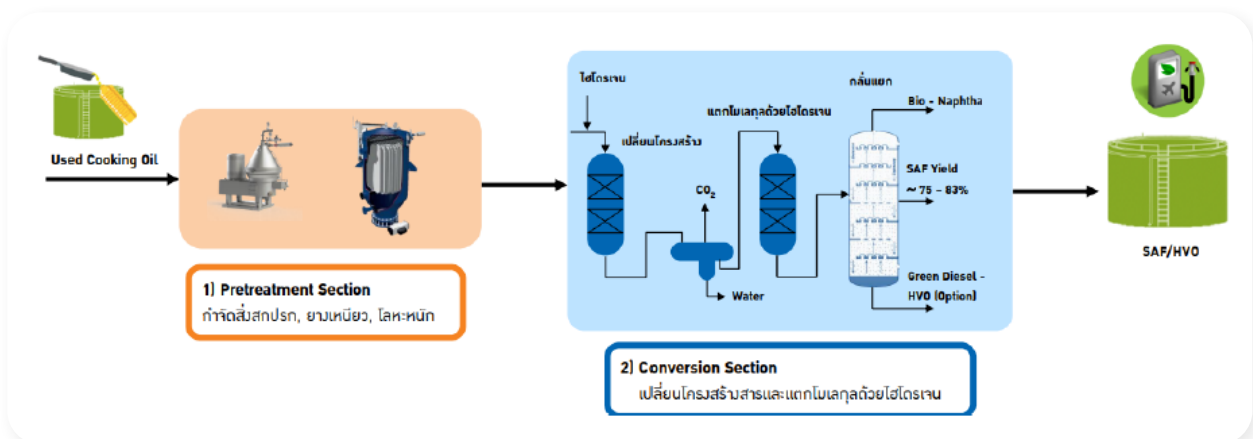 Used Cooking Oil
1) Pretreatment Section
กำจัดสิ่งสกปรก, ยางเหนียว, โลหะหนัก
ไฮโดรเจน
เปลี่ยนโครงสร้าง
แตกโมเลกุลด้วยไฮโดรเจน
กลั่นแยก
CO2
Water
Bio - Naphtha
SAF Yield
~ 75 - 83%
Green Diesel -
HVO (Option)
2) Conversion Section
เปลี่ยนโครงสร้างสารและแตกโมเลกุลด้วยไฮโดรเจน
SAF/HVO